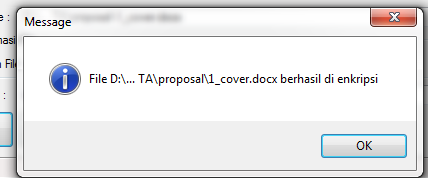 Message
File D:\... TA\proposal\1_cover.docx berhasil di enkripsi
OK